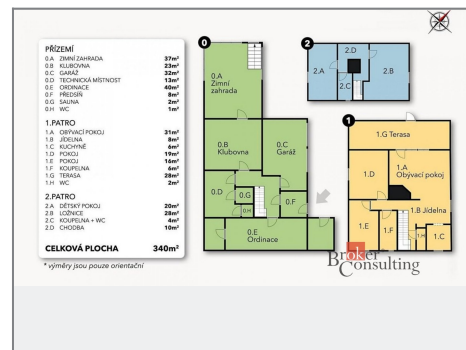 PŘÍZEMÍ
0.A ZIMNÍ ZAHRADA 37m²
0.B KLUBOVNA 23m²
0.C GARÁŽ 32m²
0.D TECHNICKÁ MÍSTNOST 13m²
0.E ORDINACE 40m²
0.F PŘEDSÍŇ 8m²
0.G SAUNA 2m²
0.H WC 1m²
1.PATRO
1.A OBÝVACÍ POKOJ 31m²
1.B JÍDELNA 8m²
1.C KUCHYNĚ 6m²
1.D POKOJ 19m²
1.E POKOJ 16m²
1.F KOUPELNA 6m²
1.G TERASA 28m²
1.H WC 2m²
2.PATRO
2.A DĚTSKÝ POKOJ 20m²
2.B LOŽNICE 28m²
2.C KOUPELNA + WC 4m²
2.D CHODBA 10m²
CELKOVÁ PLOCHA 340m²
* výměry jsou pouze orientační
0
0.A
Zimní
zahrada
0.B
Klubovna
0.C
Garáž
0.D
0.G
0.H
0.F
0.E
Ordinace
2
2.A
2.D
2.C
2.B
1
1.G Terasa
1.D
1.A
Obývací pokoj
1.B Jídelna
1.E
1.F
1.H
1.C
Broker
Consulting